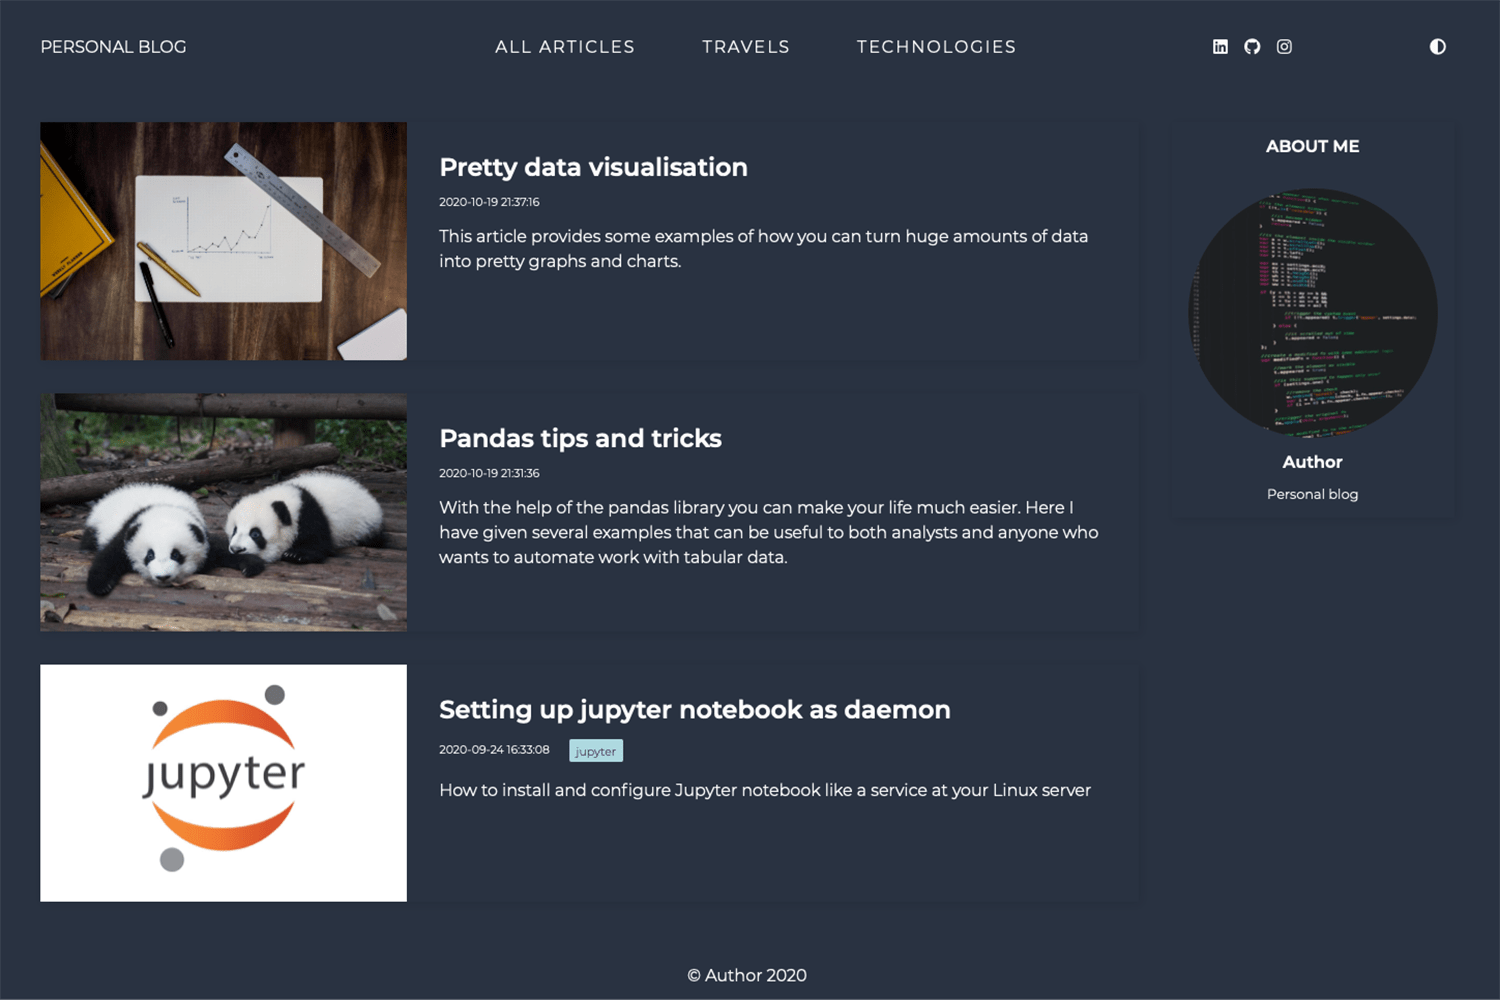 PERSONAL BLOG
ALL ARTICLES
TRAVELS
TECHNOLOGIES
Pretty data visualisation
2020-10-19 21:37:16
This article provides some examples of how you can turn huge amounts of data
into pretty graphs and charts.
Pandas tips and tricks
2020-10-19 21:31:36
With the help of the pandas library you can make your life much easier. Here I
have given several examples that can be useful to both analysts and anyone who
wants to automate work with tabular data.
jupyter
Setting up jupyter notebook as daemon
2020-09-24 16:33:08
jupyter
How to install and configure Jupyter notebook like a service at your Linux server
ABOUT ME
Author
Personal blog
© Author 2020